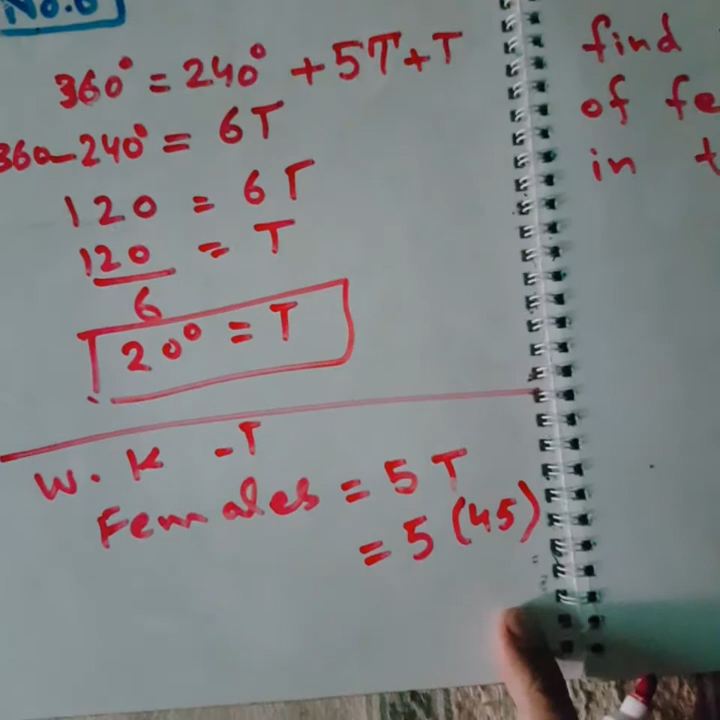 No.6
360° = 240° + 5T + T
360-240° = 6T
120 = 6T
120/6 = T
20° = T
W.K -T
Females = 5T
= 5(45)
find
of fe
in t